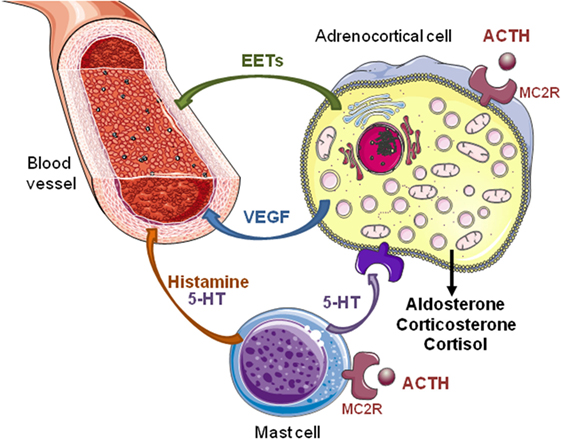 Adrenocortical cell
ACTH
MC2R
EETs
Blood
vessel
VEGF
Histamine
5-HT
5-HT
Aldosterone
Corticosterone
Cortisol
ACTH
MC2R
Mast cell